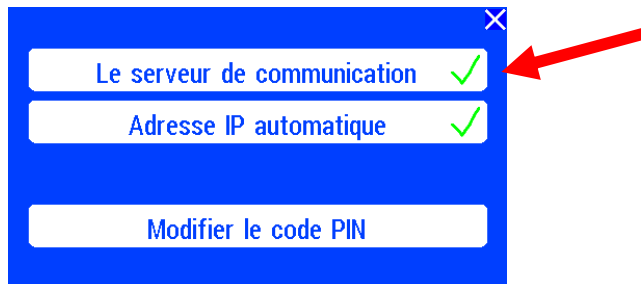 Le serveur de communication
Adresse IP automatique
Modifier le code PIN